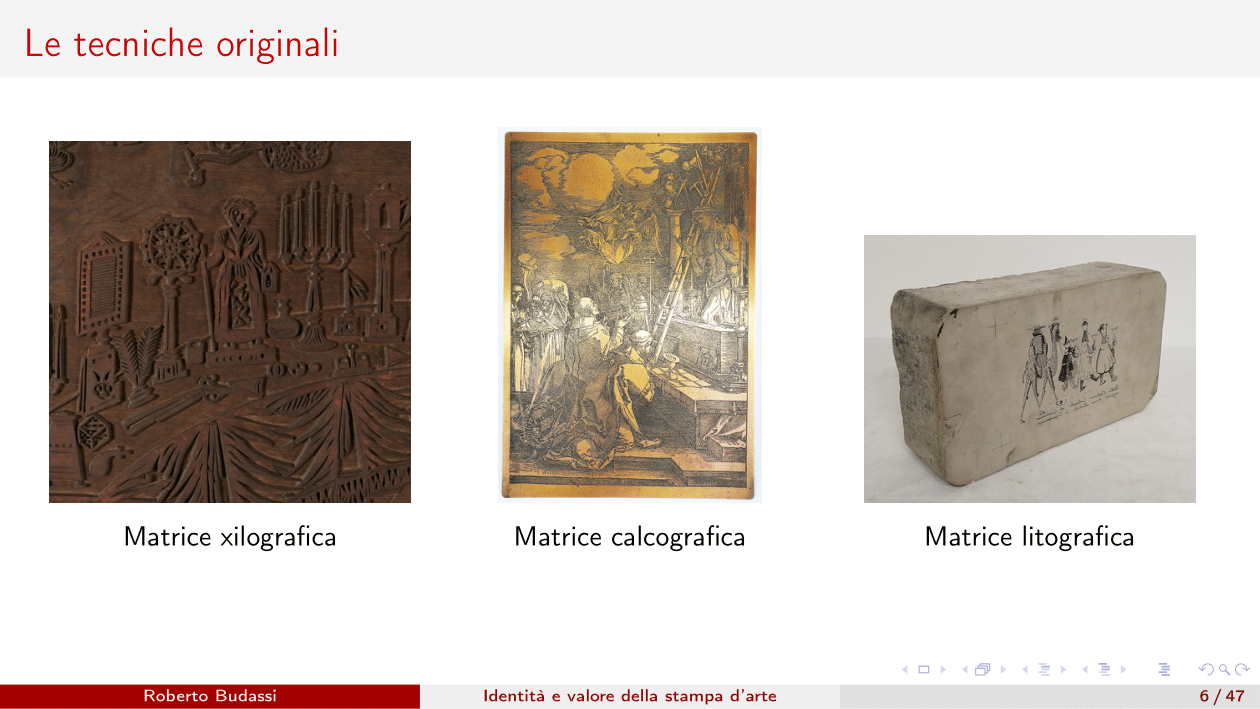 Le tecniche originali
Matrice xilografica
Matrice calcografica
Matrice litografica
Roberto Budassi
Identità e valore della stampa d'arte
6 / 47